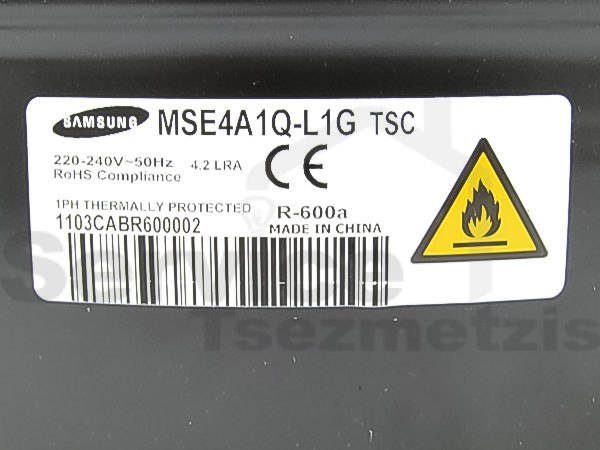 SAMSUNG MSE4A1Q-L1G TSC
220-240V~50Hz 4.2 LRA
RoHS Compliance
CE
1PH THERMALLY PROTECTED R-600a
1103CABR600002 MADE IN CHINA
Service
Tsezmetzis